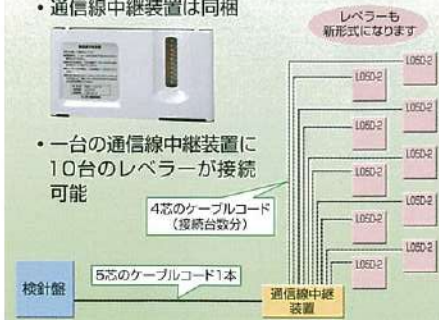 ・通信線中継装置は同梱
レベラーも
新形式になります
L05D-2
L05D-2
L05D-2
L05D-2
L05D-2
L05D-2
L05D-2
L05D-2
L05D-2
L05D-2
・一台の通信線中継装置に
10台のレベラーが接続
可能
4芯のケーブルコード
(接続台数分)
5芯のケーブルコード1本
検針盤
通信線中継
装置